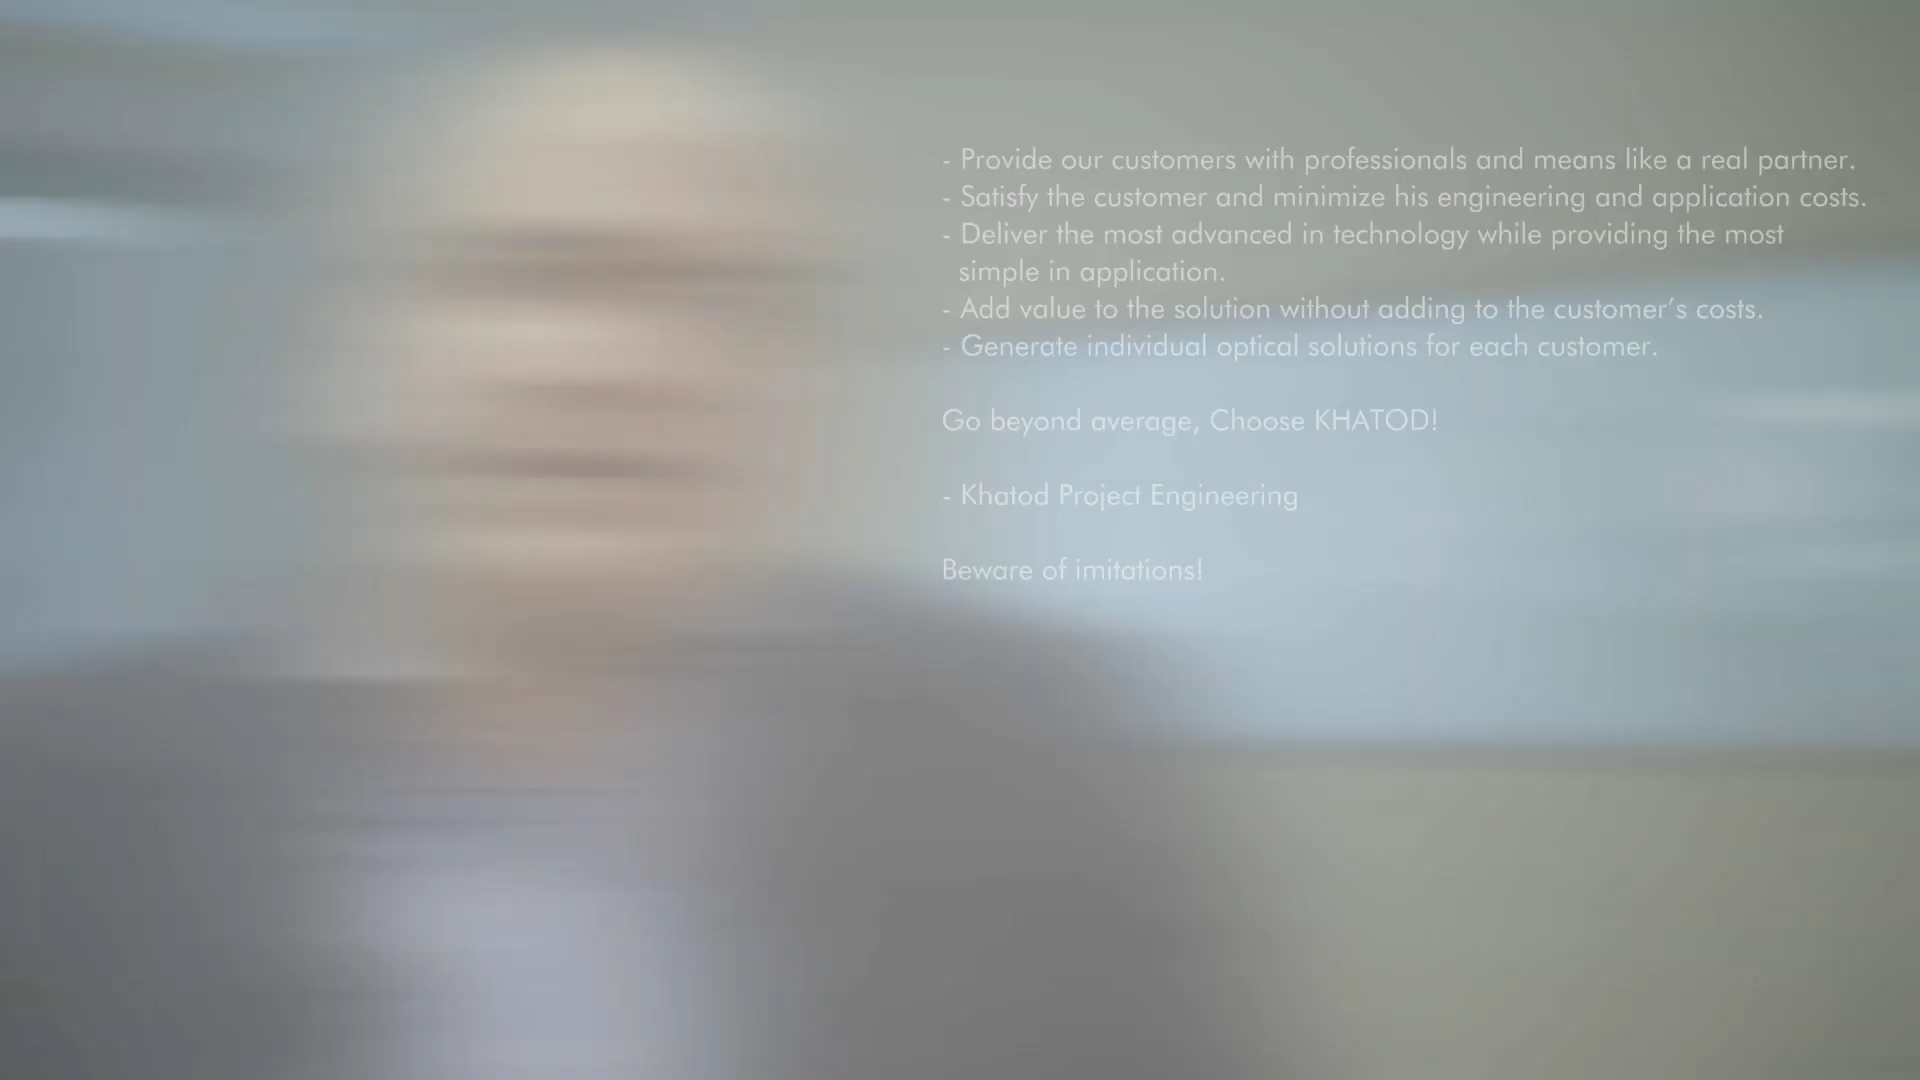 - Provide our customers with professionals and means like a real partner.
- Satisfy the customer and minimize his engineering and application costs.
- Deliver the most advanced in technology while providing the most
simple in application.
- Add value to the solution without adding to the customer’s costs.
- Generate individual optical solutions for each customer.
Go beyond average, Choose KHATOD!
- Khatod Project Engineering
Beware of imitations!